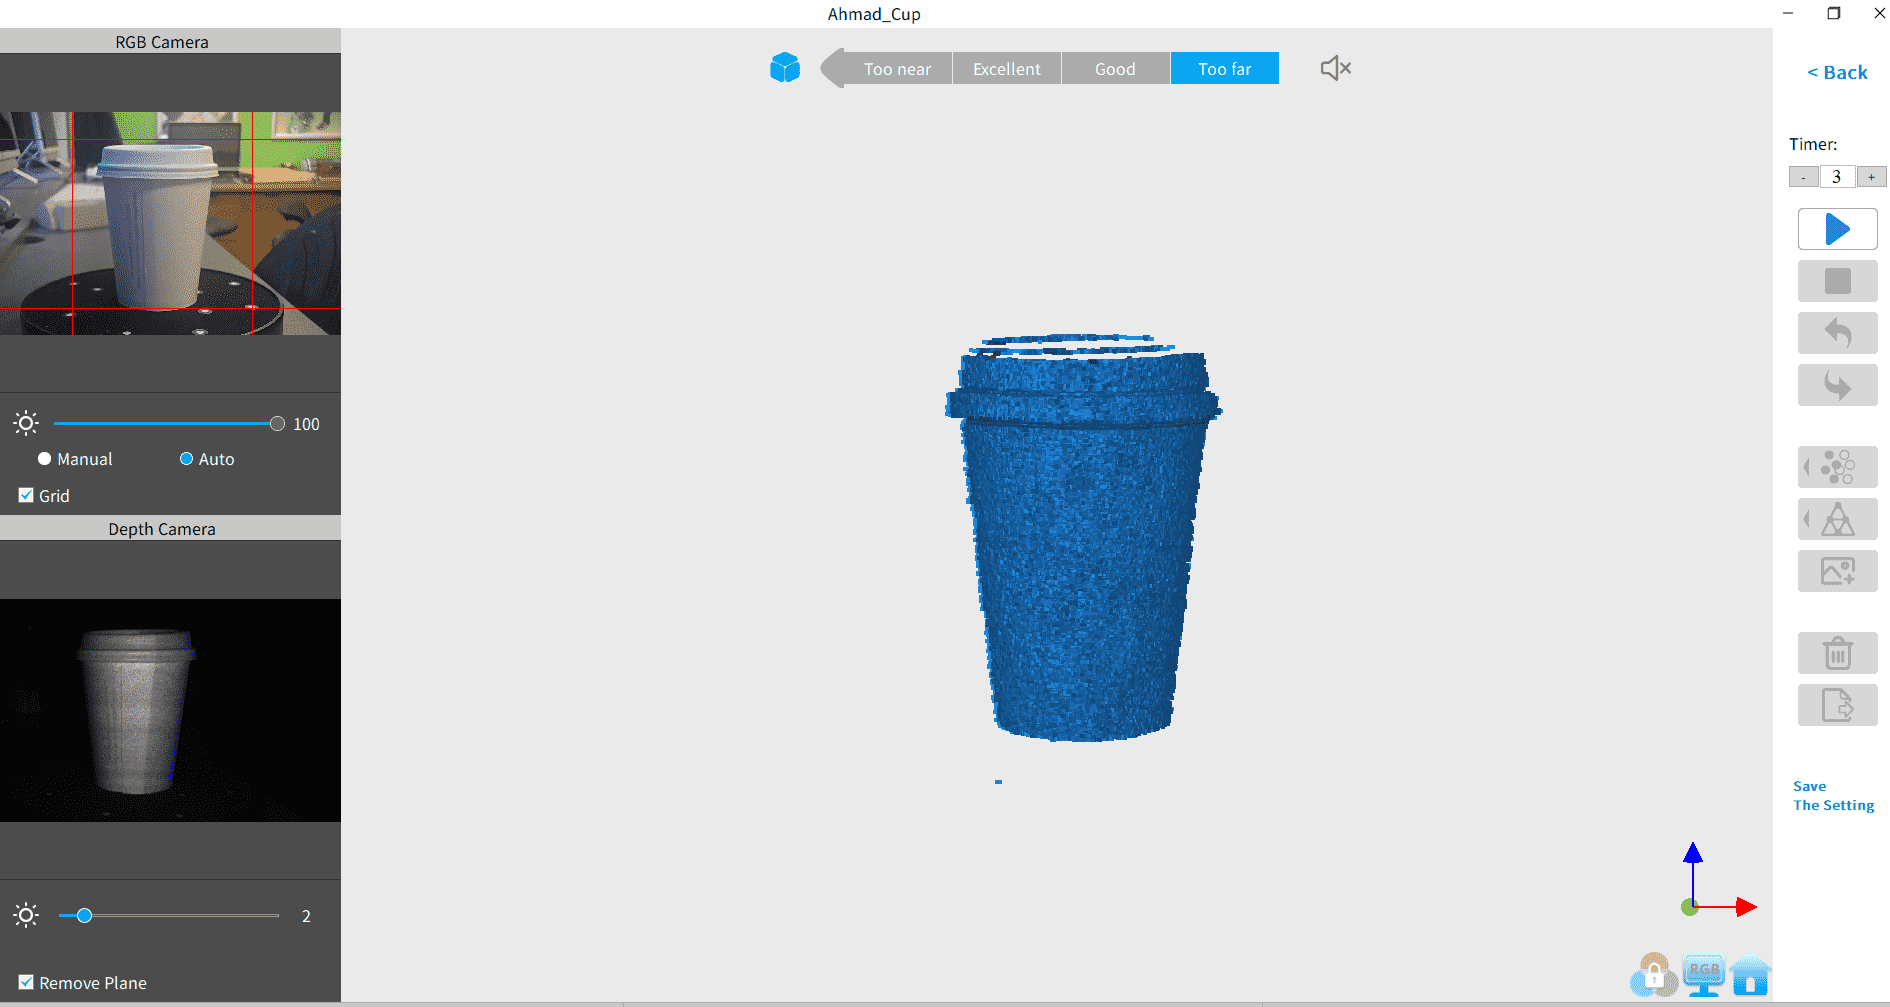 Ahmad_Cup
RGB Camera
Too near
Excellent
Good
Too far
< Back
Timer:
- 3 +
100
Manual
Auto
Grid
Depth Camera
2
Remove Plane
Save
The Setting
RGB